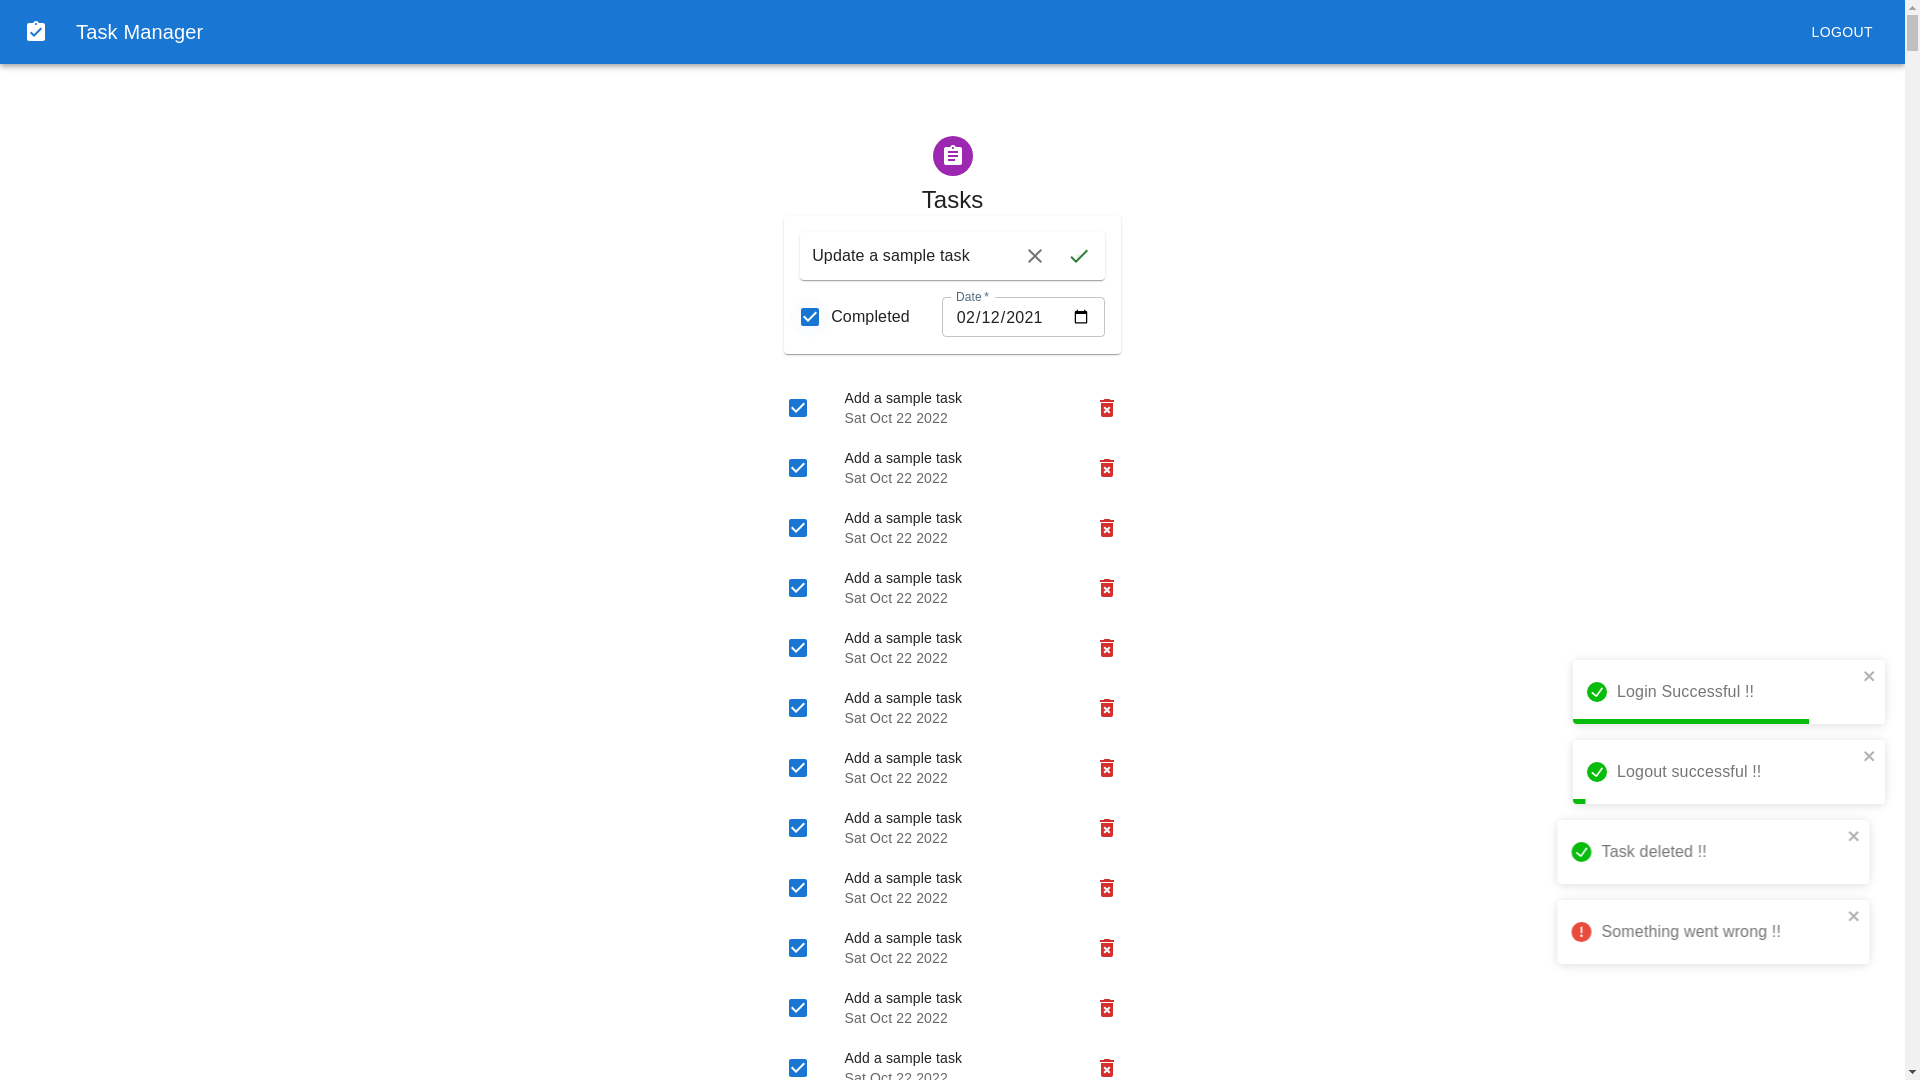 Task Manager
LOGOUT
Tasks
Update a sample task
Completed
Date *
02/12/2021
Add a sample task
Sat Oct 22 2022
Add a sample task
Sat Oct 22 2022
Add a sample task
Sat Oct 22 2022
Add a sample task
Sat Oct 22 2022
Add a sample task
Sat Oct 22 2022
Add a sample task
Sat Oct 22 2022
Add a sample task
Sat Oct 22 2022
Add a sample task
Sat Oct 22 2022
Add a sample task
Sat Oct 22 2022
Add a sample task
Sat Oct 22 2022
Add a sample task
Sat Oct 22 2022
Add a sample task
Sat Oct 22 2022
Login Successful !!
Logout successful !!
Task deleted !!
Something went wrong !!